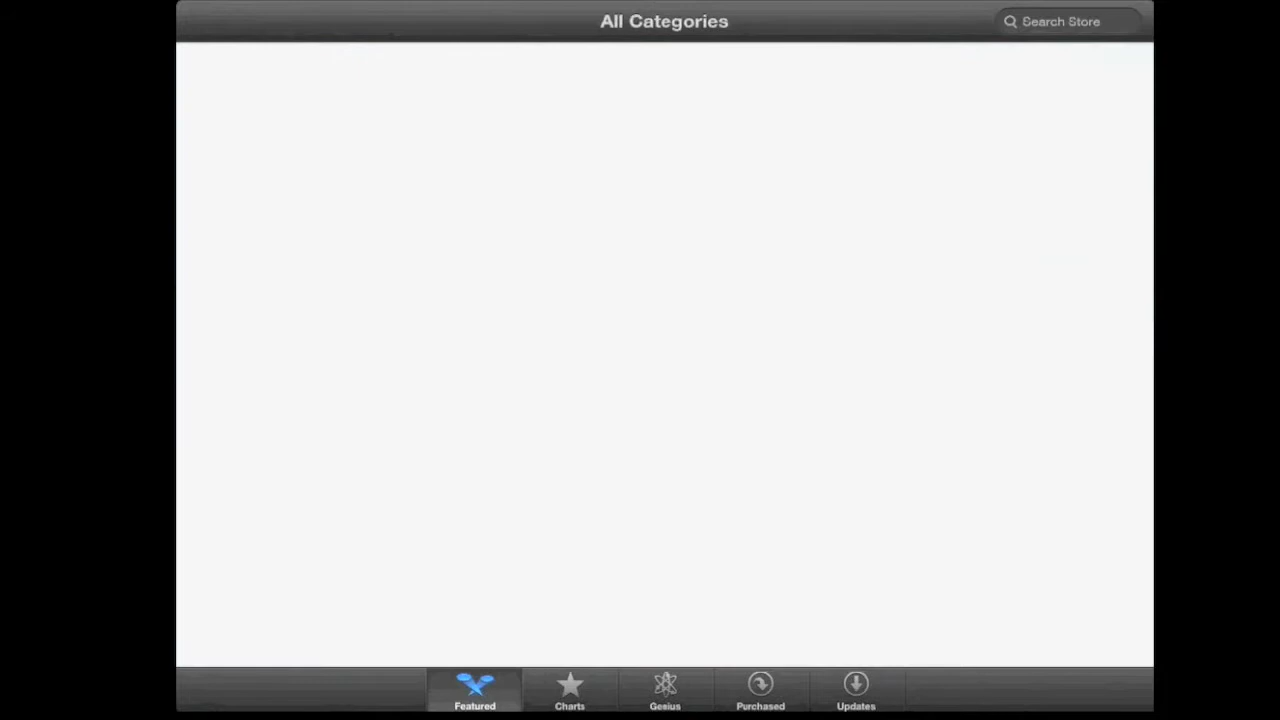 All Categories
Search Store
Featured
Charts
Genius
Purchased
Updates